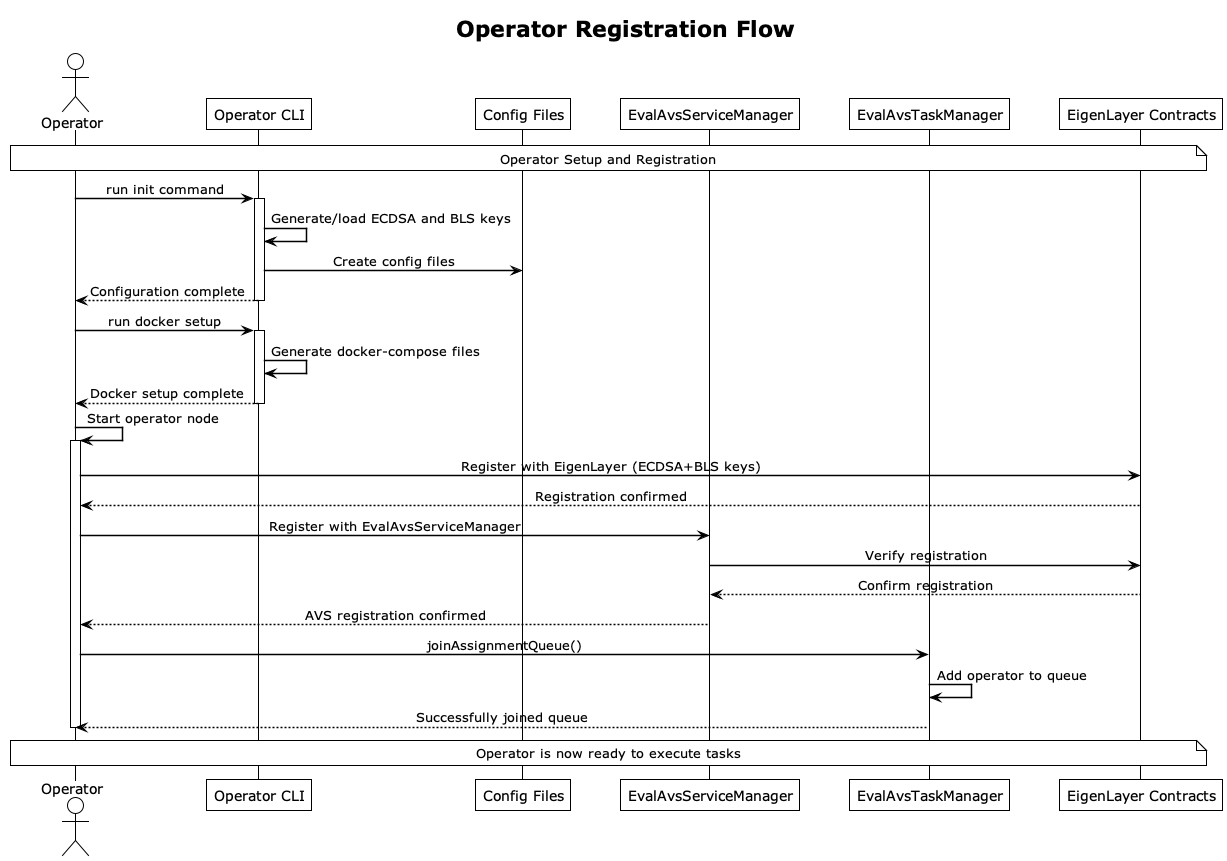 Operator Registration Flow
Operator
Operator CLI
Config Files
EvalAvsServiceManager
EvalAvsTaskManager
EigenLayer Contracts
Operator Setup and Registration
run init command
Generate/load ECDSA and BLS keys
Create config files
Configuration complete
run docker setup
Generate docker-compose files
Docker setup complete
Start operator node
Register with EigenLayer (ECDSA+BLS keys)
Registration confirmed
Register with EvalAvsServiceManager
Verify registration
Confirm registration
AVS registration confirmed
joinAssignmentQueue()
Add operator to queue
Successfully joined queue
Operator is now ready to execute tasks
Operator
Operator CLI
Config Files
EvalAvsServiceManager
EvalAvsTaskManager
EigenLayer Contracts